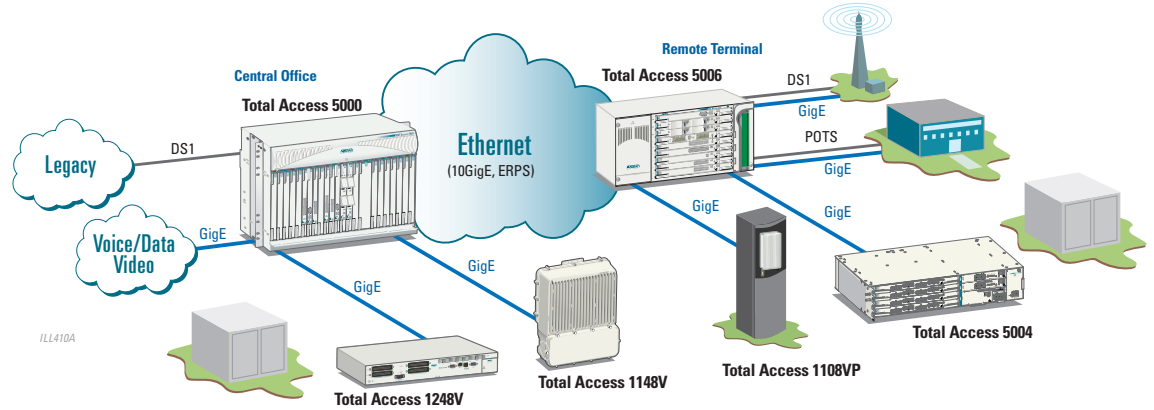 Central Office
Total Access 5000
Remote Terminal
Total Access 5006
DS1
GigE
POTS
GigE
Legacy
DS1
Ethernet
(10GigE, ERPS)
Voice/Data
Video
GigE
GigE
GigE
GigE
GigE
ILL410A
Total Access 1248V
Total Access 1148V
Total Access 1108VP
Total Access 5004